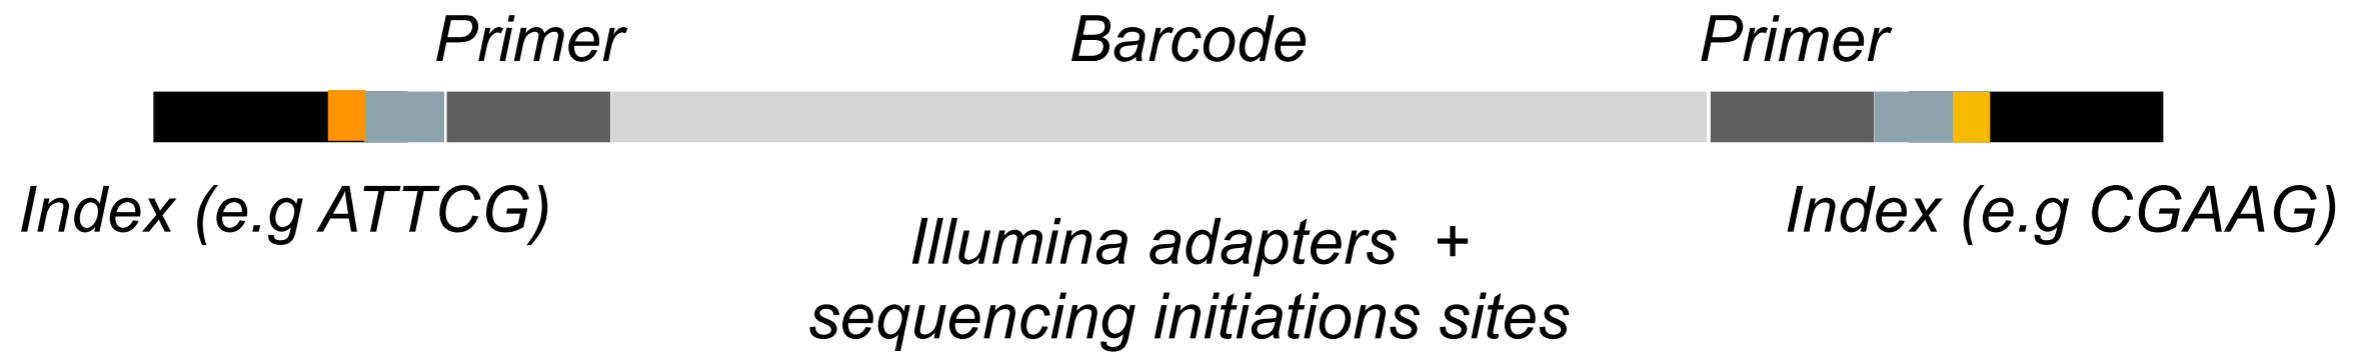 Primer
Barcode
Primer
Index (e.g ATTCG)
Index (e.g CGAAG)
Illumina adapters +
sequencing initiations sites